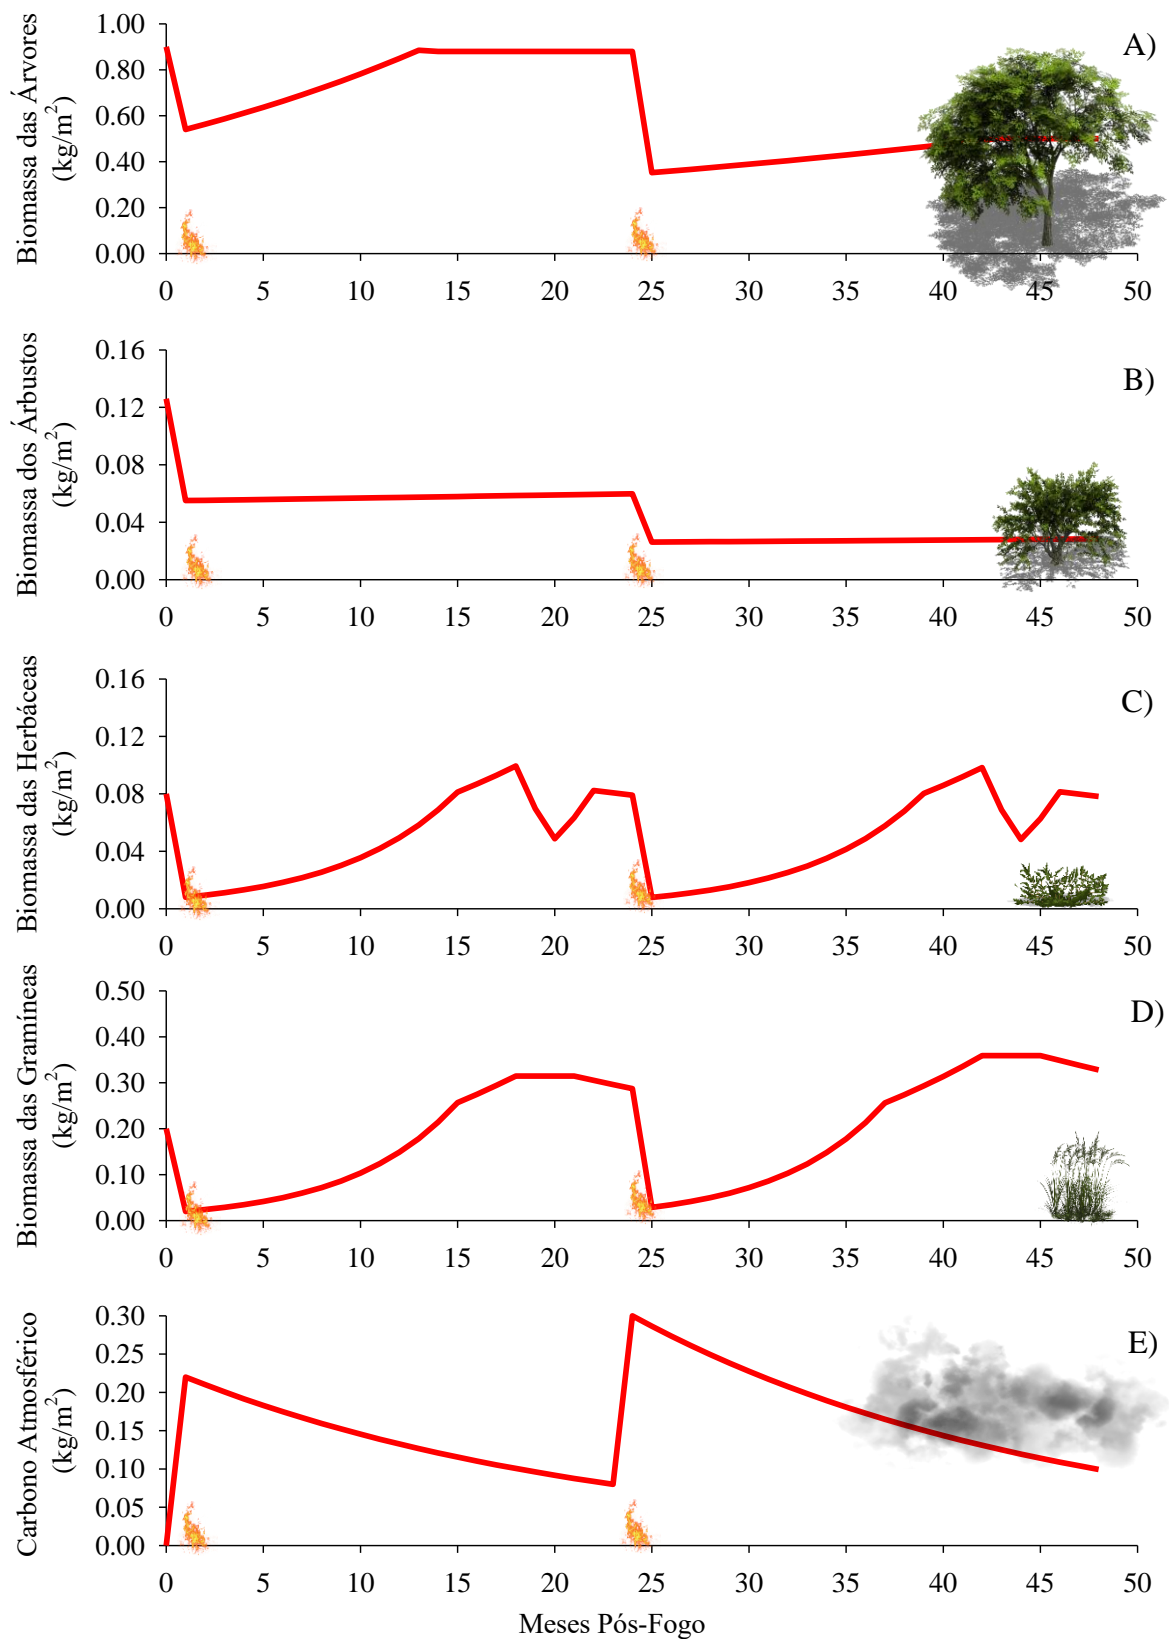 Biomassa das Árvores
(kg/m²)
1.00
0.80
0.60
0.40
0.20
0.00
A)
0 5 10 15 20 25 30 35 40 45 50
Biomassa dos Árbustos
(kg/m²)
0.16
0.12
0.08
0.04
0.00
B)
0 5 10 15 20 25 30 35 40 45 50
Biomassa das Herbáceas
(kg/m²)
0.16
0.12
0.08
0.04
0.00
C)
0 5 10 15 20 25 30 35 40 45 50
Biomassa das Gramíneas
(kg/m²)
0.50
0.40
0.30
0.20
0.10
0.00
D)
0 5 10 15 20 25 30 35 40 45 50
Carbono Atmosférico
(kg/m²)
0.30
0.25
0.20
0.15
0.10
0.05
0.00
E)
0 5 10 15 20 25 30 35 40 45 50
Meses Pós-Fogo